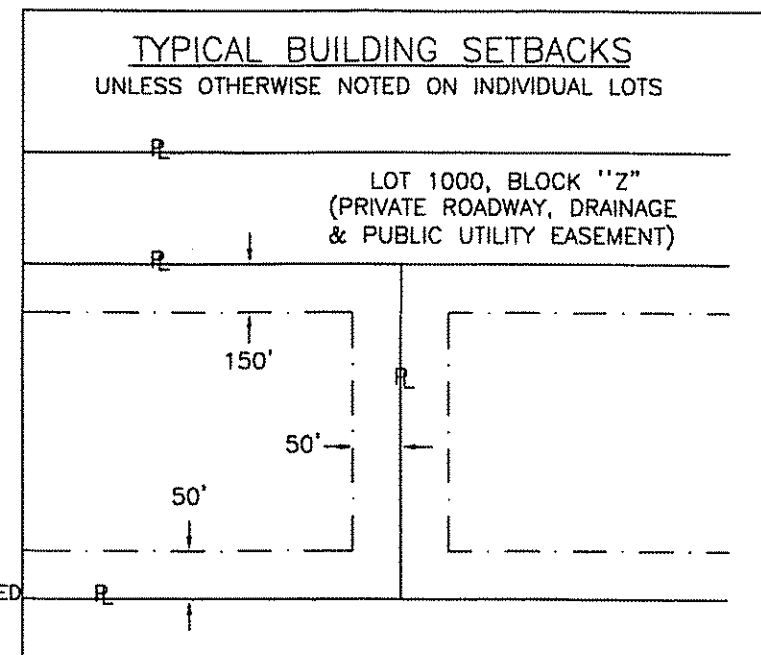 TYPICAL BUILDING SETBACKS
UNLESS OTHERWISE NOTED ON INDIVIDUAL LOTS
PL
LOT 1000, BLOCK ''Z"
(PRIVATE ROADWAY, DRAINAGE
& PUBLIC UTILITY EASEMENT)
PL
150'
PL
50'
50'
ED
PL